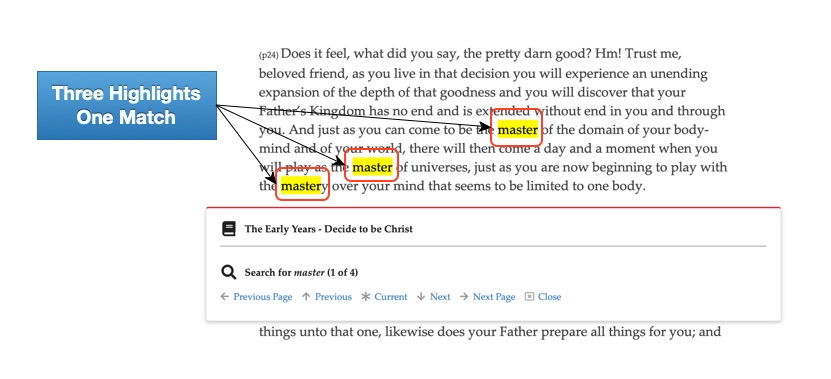 Three Highlights
One Match
(p24) Does it feel, what did you say, the pretty darn good? Hm! Trust me,
beloved friend, as you live in that decision you will experience an unending
expansion of the depth of that goodness and you will discover that your
Father's Kingdom has no end and is extended without end in you and through
you. And just as you can come to be the master of the domain of your body-
mind and of your world, there will then come a day and a moment when you
will play as the master of universes, just as you are now beginning to play with
the mastery over your mind that seems to be limited to one body.
The Early Years - Decide to be Christ
Search for master (1 of 4)
Previous Page Previous Current Next Next Page Close
things unto that one, likewise does your Father prepare all things for you; and